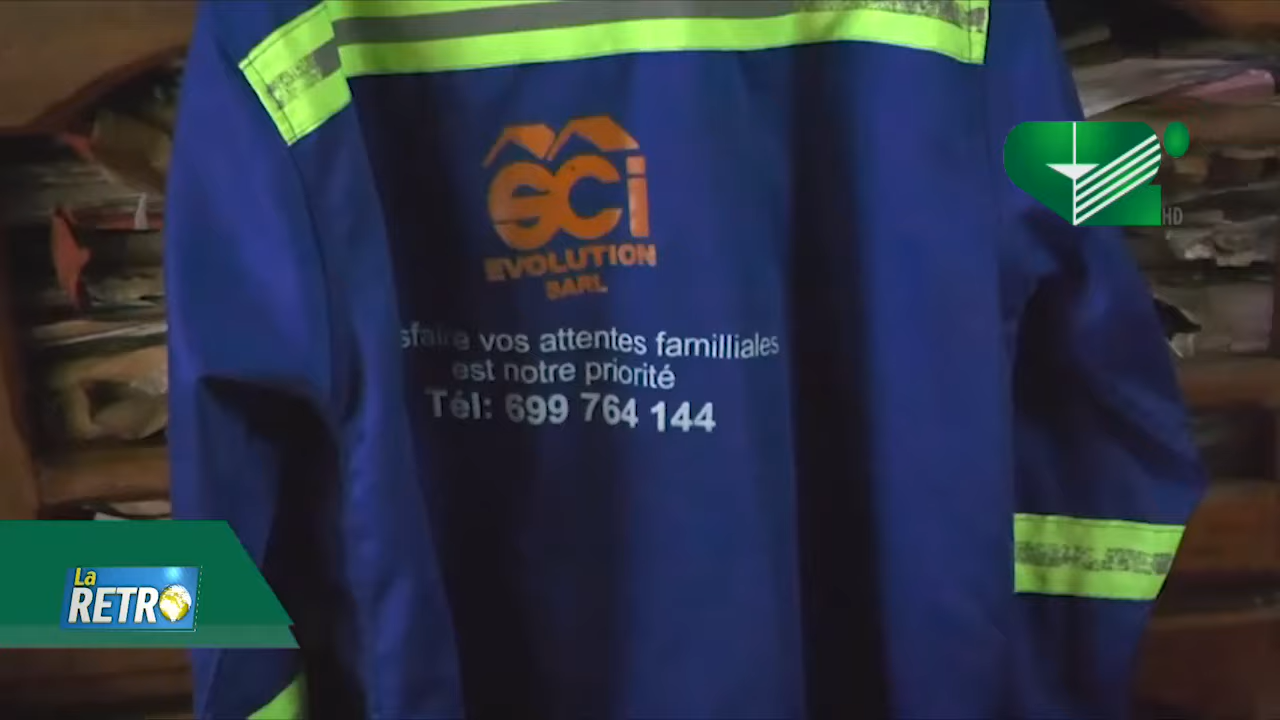 SCi
EVOLUTION
SARL
sfaire vos attentes familliales
est notre priorité
Tél: 699 764 144
HD
La
RETRO